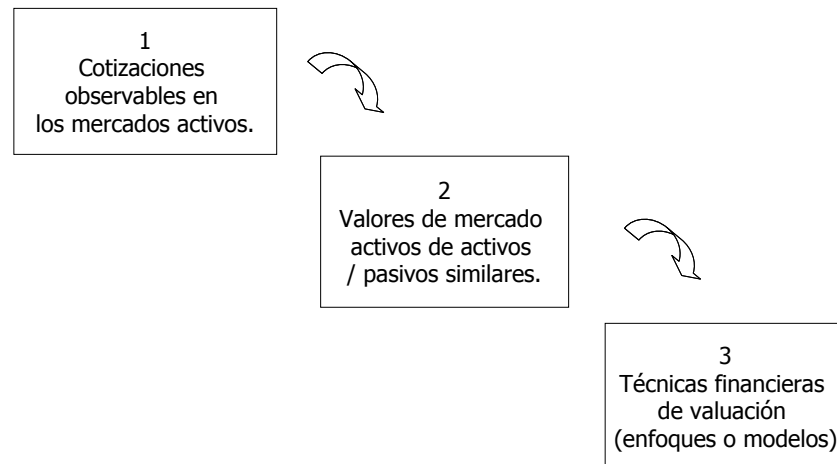 1
Cotizaciones
observables en
los mercados activos.
2
Valores de mercado
activos de activos
/ pasivos similares.
3
Técnicas financieras
de valuación
(enfoques o modelos)